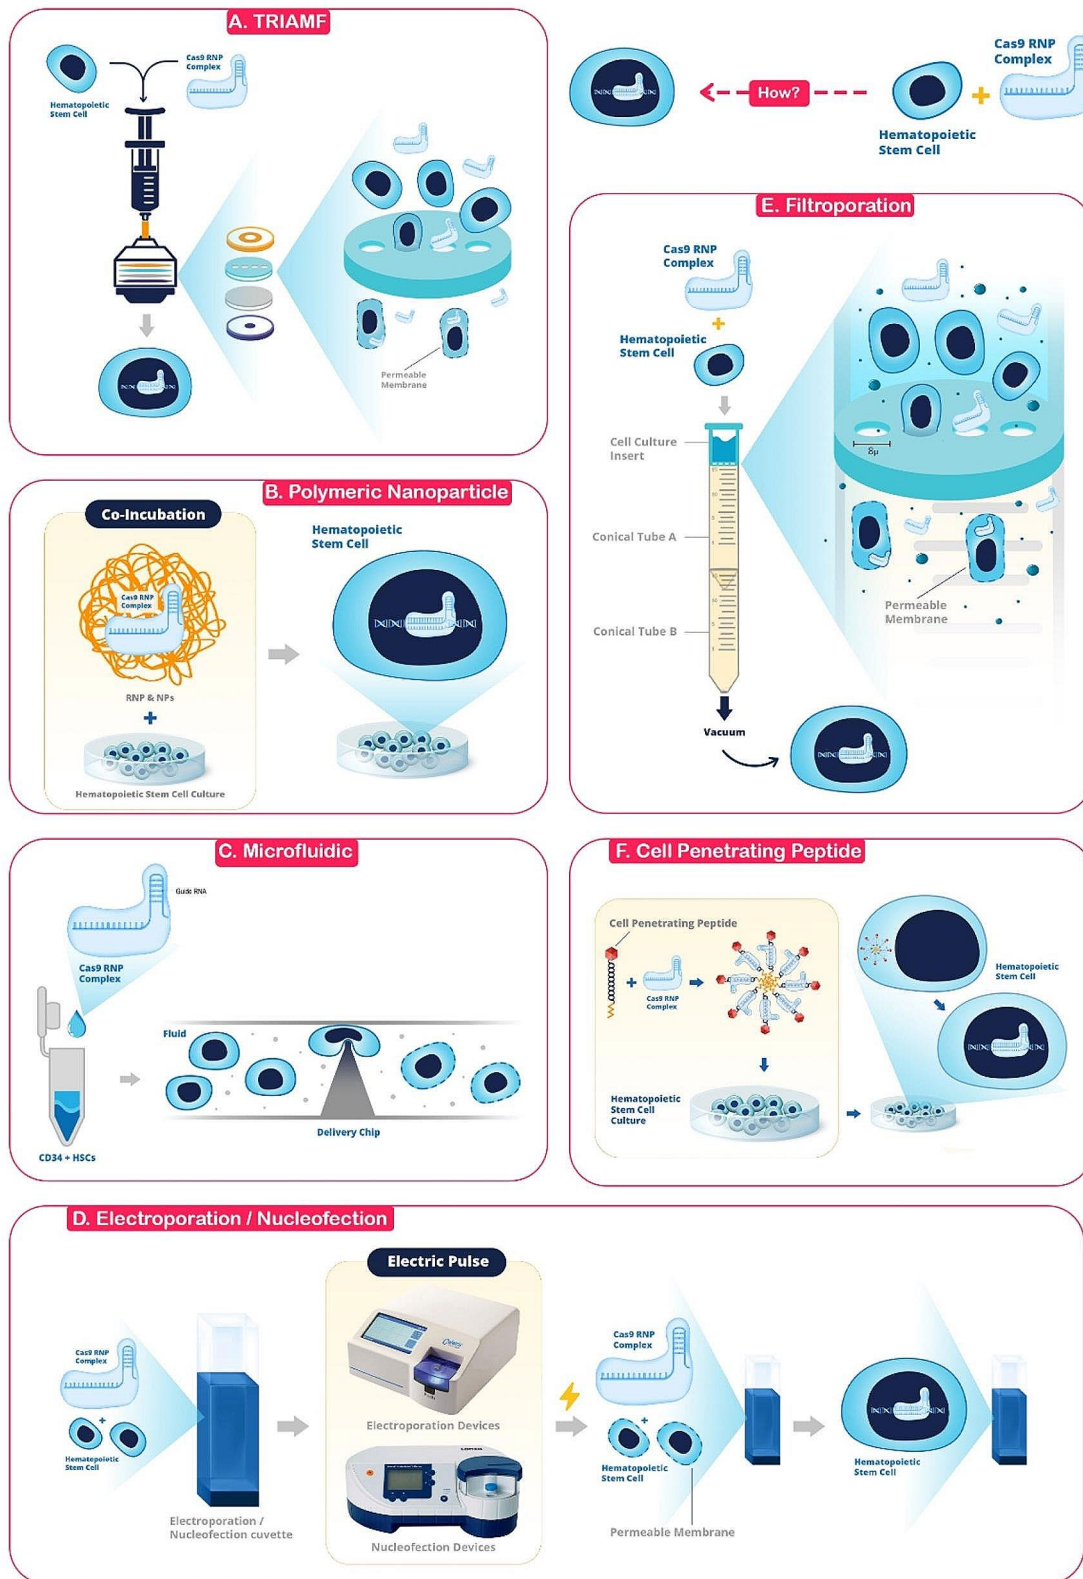 A. TRIAMF
Cas9 RNP
Complex
Hematopoietic
Stem Cell
Permeable
Membrane
How?
Cas9 RNP
Complex
Hematopoietic
Stem Cell
B. Polymeric Nanoparticle
Co-Incubation
Cas9 RNP
Complex
RNP & NPs
+
Hematopoietic Stem Cell Culture
Hematopoietic
Stem Cell
E. Filtroporation
Cas9 RNP
Complex
+
Hematopoietic
Stem Cell
Cell Culture
Insert
Conical Tube A
Conical Tube B
Vacuum
8μ
Permeable
Membrane
C. Microfluidic
Guide RNA
Cas9 RNP
Complex
Fluid
Delivery Chip
CD34 + HSCs
F. Cell Penetrating Peptide
Cell Penetrating Peptide
+
Cas9 RNP
Complex
Hematopoietic
Stem Cell
Culture
Hematopoietic
Stem Cell
D. Electroporation / Nucleofection
Cas9 RNP
Complex
+
Hematopoietic
Stem Cell
Electroporation /
Nucleofection cuvette
Electric Pulse
Electroporation Devices
Lonza
Nucleofection Devices
Cas9 RNP
Complex
+
Hematopoietic
Stem Cell
Permeable Membrane
Hematopoietic
Stem Cell